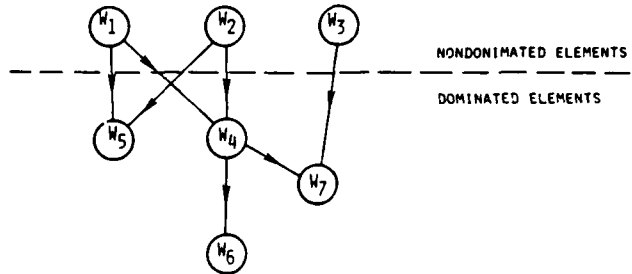 W1 W2 W3
NONDONIMATED ELEMENTS
DOMINATED ELEMENTS
W5 W4
W7
W6